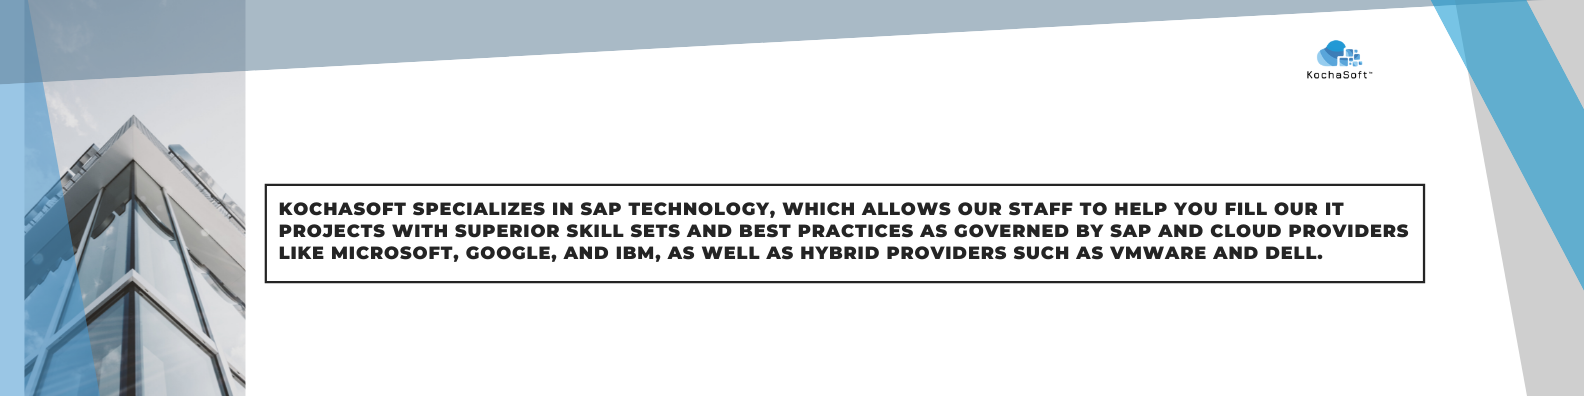 KochaSoft™
KOCHASOFT SPECIALIZES IN SAP TECHNOLOGY, WHICH ALLOWS OUR STAFF TO HELP YOU FILL OUR IT
PROJECTS WITH SUPERIOR SKILL SETS AND BEST PRACTICES AS GOVERNED BY SAP AND CLOUD PROVIDERS
LIKE MICROSOFT, GOOGLE, AND IBM, AS WELL AS HYBRID PROVIDERS SUCH AS VMWARE AND DELL.